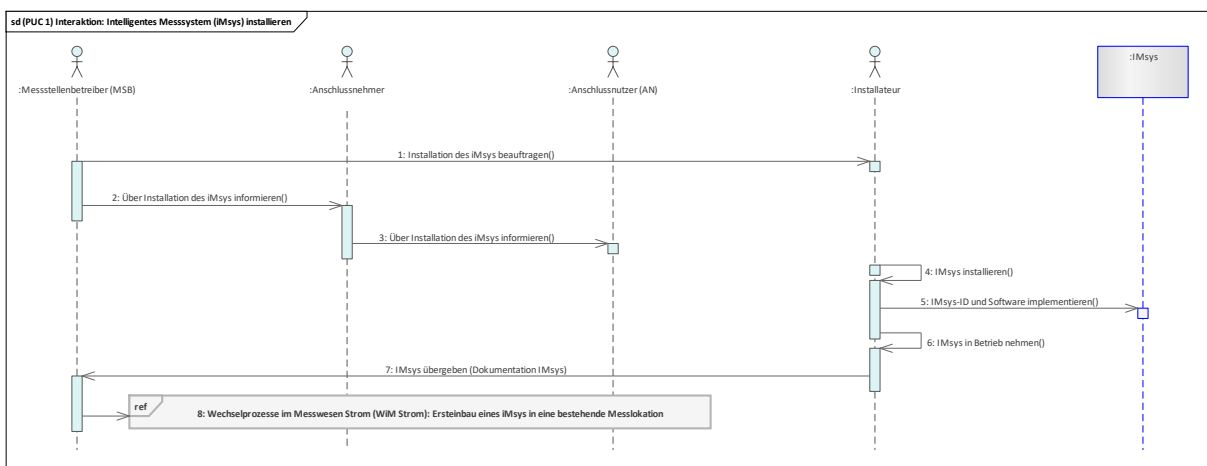 sd (PUC 1) Interaktion: Intelligentes Messsystem (iMsys) installieren
:Messstellenbetreiber (MSB)
:Anschlussnehmer
:Anschlussnutzer (AN)
:Installateur
:IMsys
1: Installation des iMsys beauftragen()
2: Über Installation des iMsys informieren()
3: Über Installation des iMsys informieren()
4: IMsys installieren()
5: IMsys-ID und Software implementieren()
6: IMsys in Betrieb nehmen()
7: IMsys übergeben (Dokumentation IMsys)
ref
8: Wechselprozesse im Messwesen Strom (WiM Strom): Ersteinbau eines iMsys in eine bestehende Messlokation